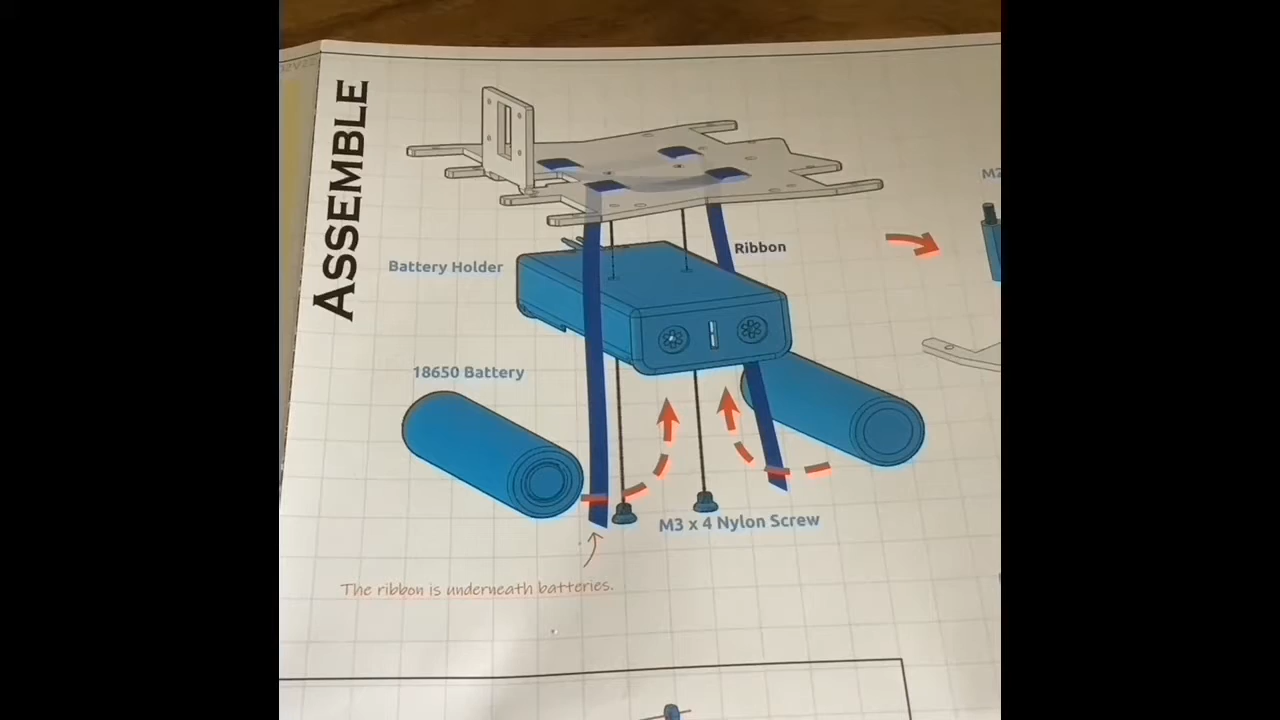 ASSEMBLE
Battery Holder
Ribbon
18650 Battery
M3 x 4 Nylon Screw
The ribbon is underneath batteries.